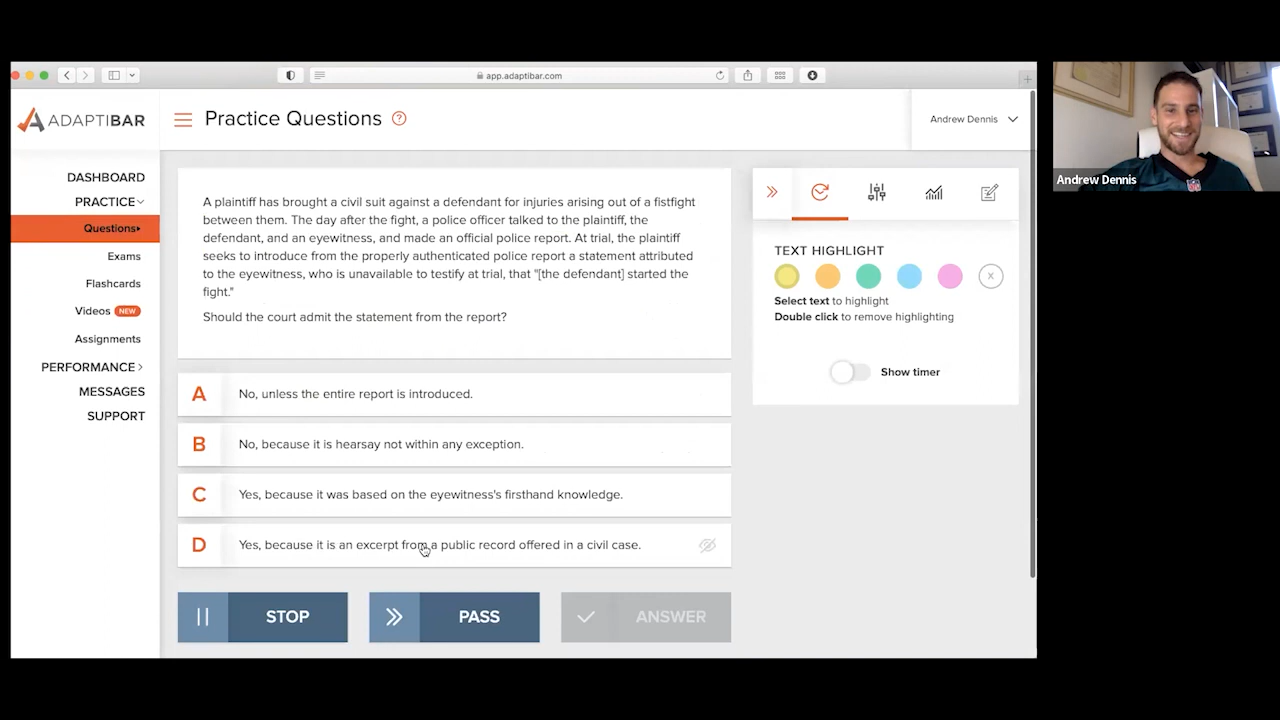 app.adaptibar.com
ADAPTIBAR
Practice Questions ?
Andrew Dennis
Andrew Dennis
DASHBOARD
PRACTICE
Questions
Exams
Flashcards
Videos NEW
Assignments
PERFORMANCE
MESSAGES
SUPPORT
A plaintiff has brought a civil suit against a defendant for injuries arising out of a fistfight
between them. The day after the fight, a police officer talked to the plaintiff, the
defendant, and an eyewitness, and made an official police report. At trial, the plaintiff
seeks to introduce from the properly authenticated police report a statement attributed
to the eyewitness, who is unavailable to testify at trial, that "[the defendant] started the
fight."
Should the court admit the statement from the report?
A No, unless the entire report is introduced.
B No, because it is hearsay not within any exception.
C Yes, because it was based on the eyewitness's firsthand knowledge.
D Yes, because it is an excerpt from a public record offered in a civil case.
STOP
PASS
ANSWER
TEXT HIGHLIGHT
x
Select text to highlight
Double click to remove highlighting
Show timer